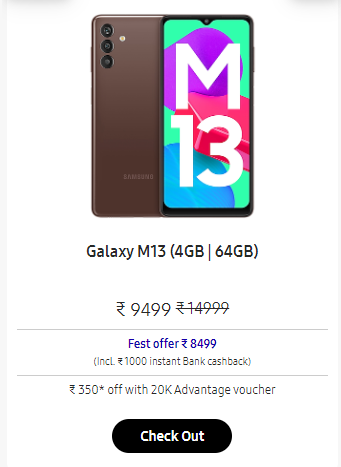 SAMSUNG
M
13
Galaxy M13 (4GB | 64GB)
₹ 9499 ₹ 14999
Fest offer ₹ 8499
(Incl. ₹ 1000 instant Bank cashback)
₹ 350* off with 20K Advantage voucher
Check Out